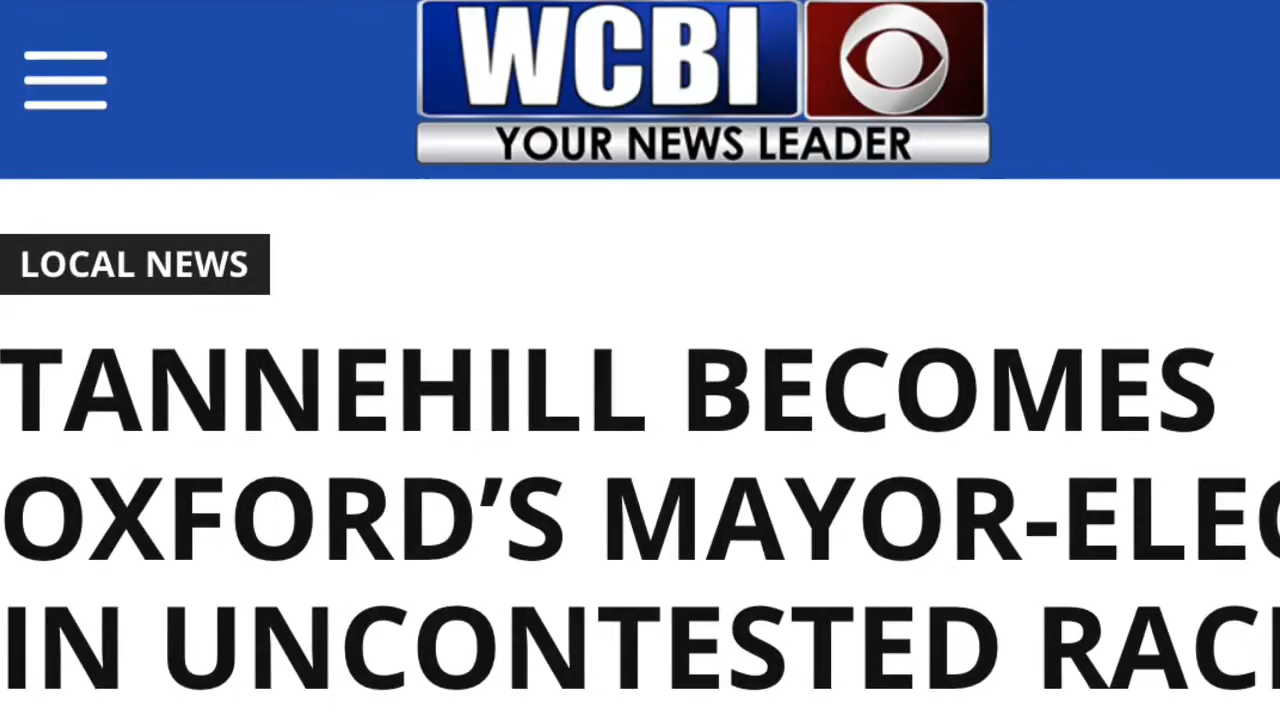 WCBI
YOUR NEWS LEADER
LOCAL NEWS
TANNEHILL BECOMES
OXFORD’S MAYOR-ELEC
IN UNCONTESTED RAC